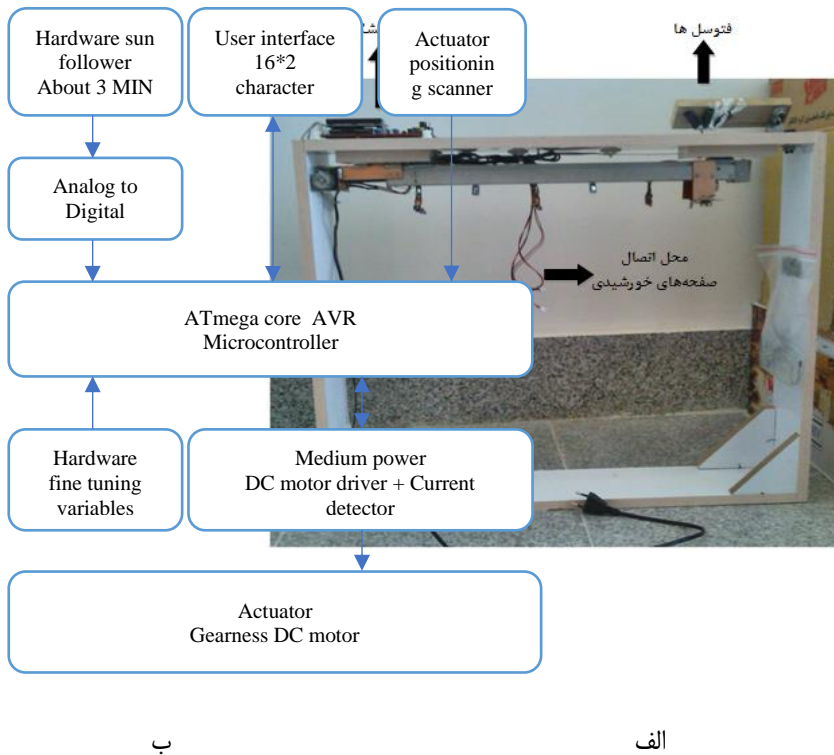 Hardware sun
follower
About 3 MIN
User interface
16*2
character
Actuator
positionin
g scanner
فتوسل ها
Analog to
Digital
محل اتصال
صفحه‌های خورشیدی
ATmega core AVR
Microcontroller
Hardware
fine tuning
variables
Medium power
DC motor driver + Current
detector
Actuator
Gearness DC motor
ب
الف